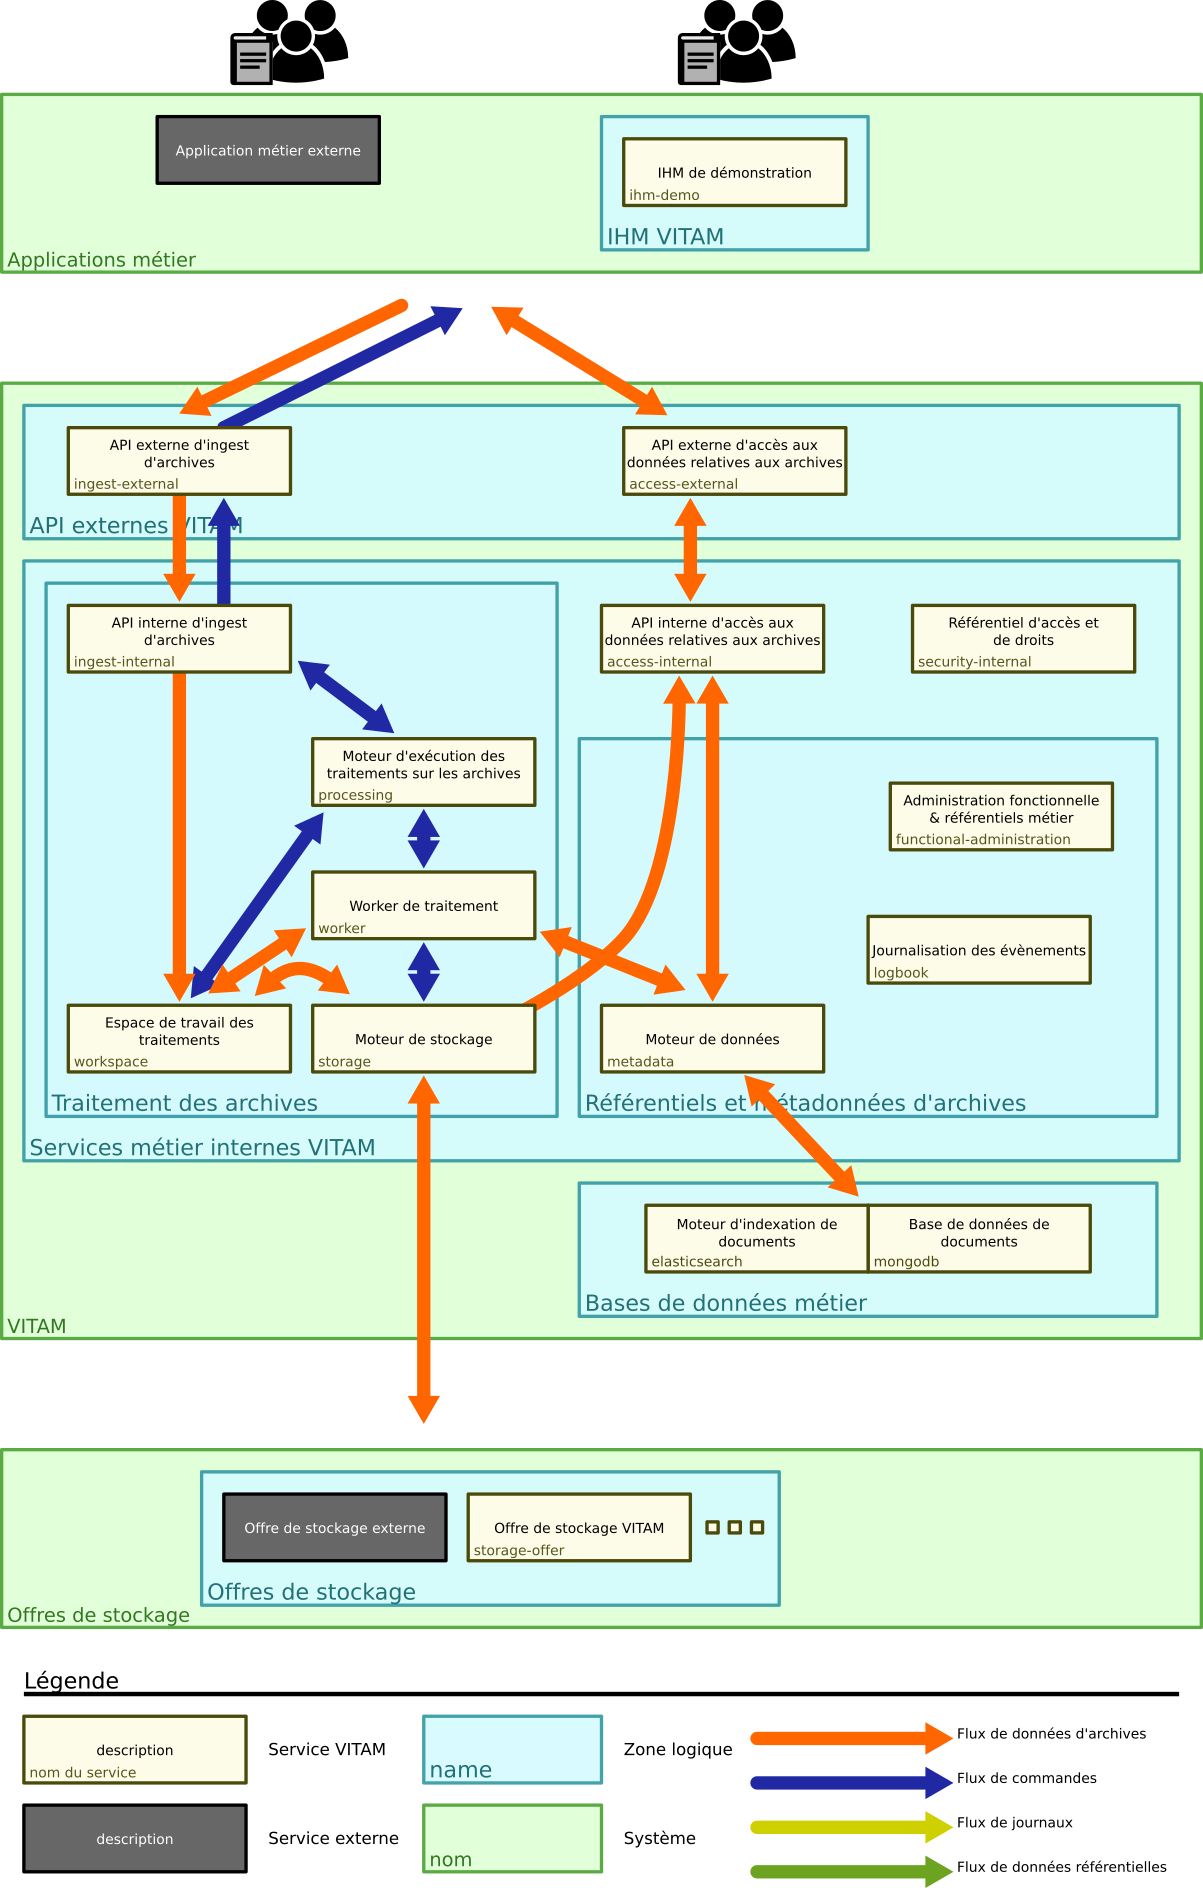 Application métier externe
IHM de démonstration
ihm-demo
IHM VITAM
Applications métier
API externe d'ingest
d'archives
ingest-external
API externe d'accès aux
données relatives aux archives
access-external
API externes VITAM
API interne d'ingest
d'archives
ingest-internal
API interne d'accès aux
données relatives aux archives
access-internal
Référentiel d'accès et
de droits
security-internal
Moteur d'exécution des
traitements sur les archives
processing
Administration fonctionnelle
& référentiels métier
functional-administration
Worker de traitement
worker
Journalisation des évènements
logbook
Espace de travail des
traitements
workspace
Moteur de stockage
storage
Moteur de données
metadata
Traitement des archives
Référentiels et métadonnées d'archives
Services métier internes VITAM
Moteur d'indexation de
documents
elasticsearch
Base de données de
documents
mongodb
Bases de données métier
VITAM
Offre de stockage externe
Offre de stockage VITAM
storage-offer
Offres de stockage
Offres de stockage
Légende
description
nom du service
Service VITAM
name
Zone logique
Flux de données d'archives
Flux de commandes
description
Service externe
nom
Système
Flux de journaux
Flux de données référentielles